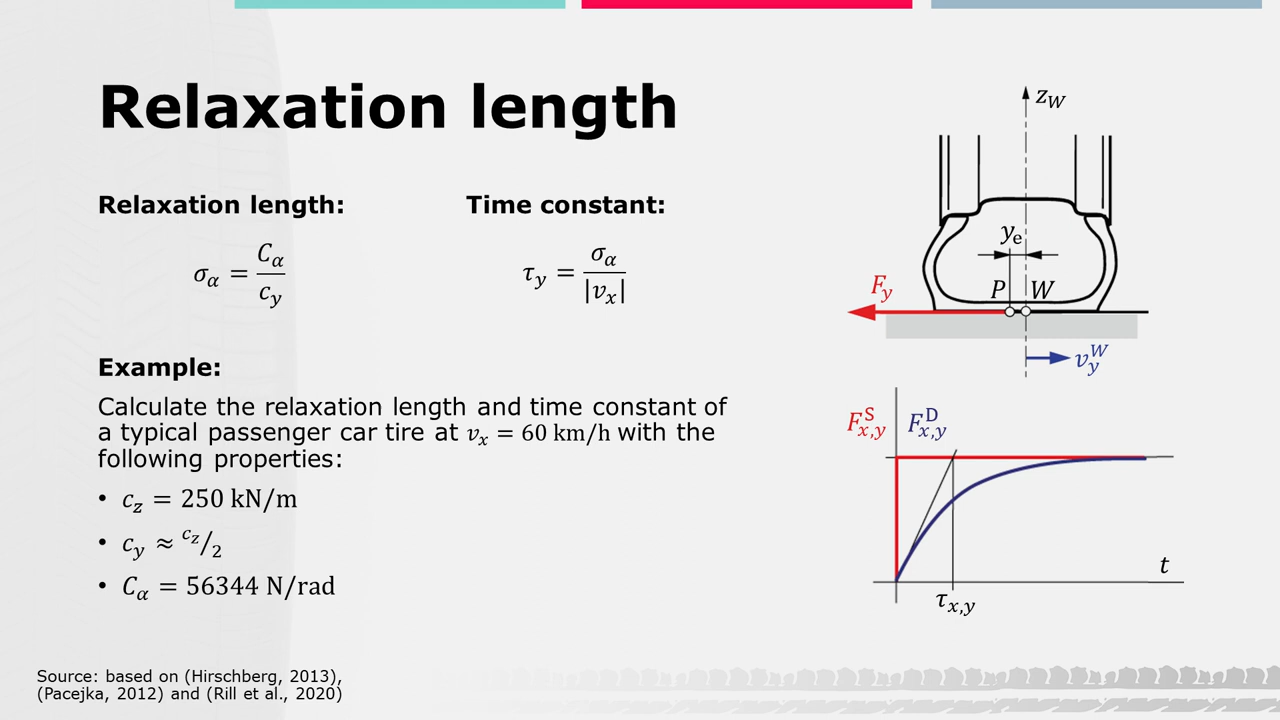 Relaxation length
Relaxation length:
σ_α = C_α / c_y
Time constant:
τ_y = σ_α / |v_x|
Example:
Calculate the relaxation length and time constant of
a typical passenger car tire at v_x = 60 km/h with the
following properties:
• c_z = 250 kN/m
• c_y ≈ c_z/2
• C_α = 56344 N/rad
Source: based on (Hirschberg, 2013),
(Pacejka, 2012) and (Rill et al., 2020)
z_W
y_e
F_y
P W
v_y^W
F_{x,y}^S F_{x,y}^D
t
τ_{x,y}